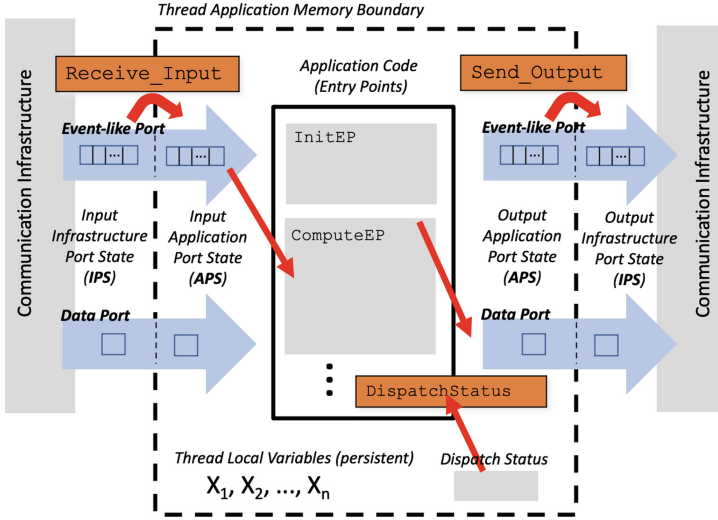 Thread Application Memory Boundary
Receive_Input
Send_Output
Application Code
(Entry Points)
Communication Infrastructure
Event-like Port
...
...
Input
Infrastructure
Port State
(IPS)
Input
Application
Port State
(APS)
Data Port
InitEP
ComputeEP
DispatchStatus
Event-like Port
...
...
Output
Application
Port State
(APS)
Output
Infrastructure
Port State
(IPS)
Data Port
Communication Infrastructure
Thread Local Variables (persistent)
X1, X2, ..., Xn
Dispatch Status